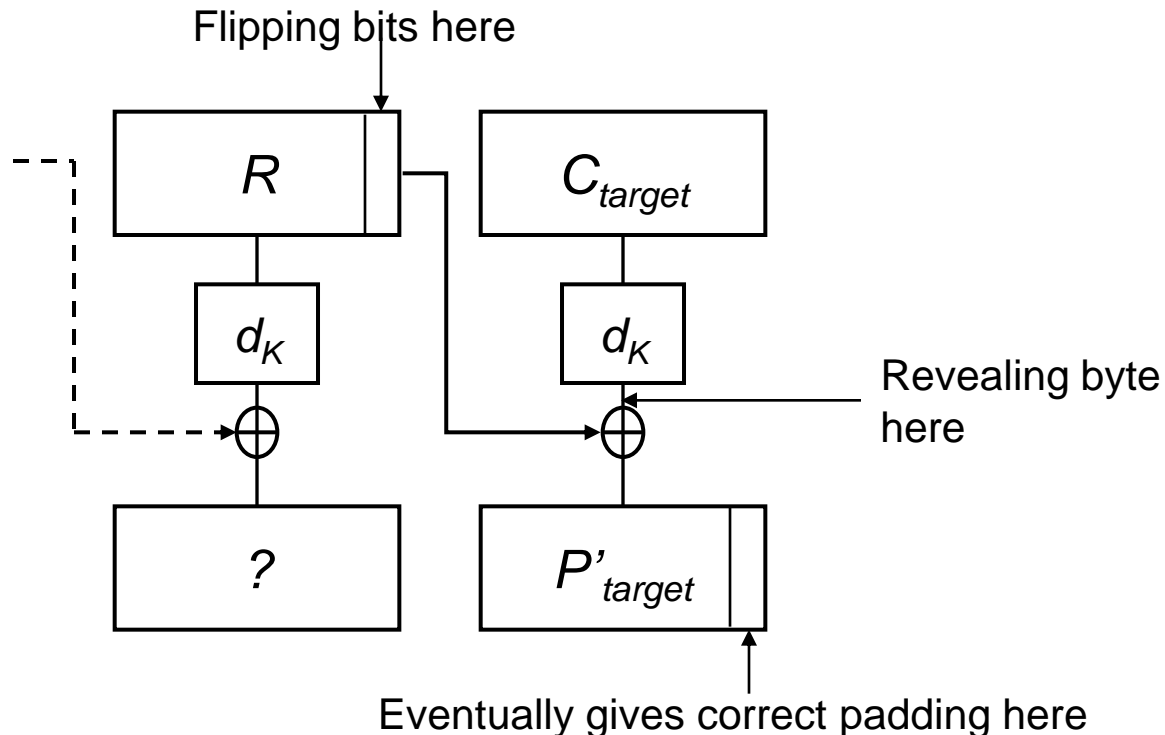 Flipping bits here
R
C_target
d_K
d_K
Revealing byte
here
?
P’_target
Eventually gives correct padding here